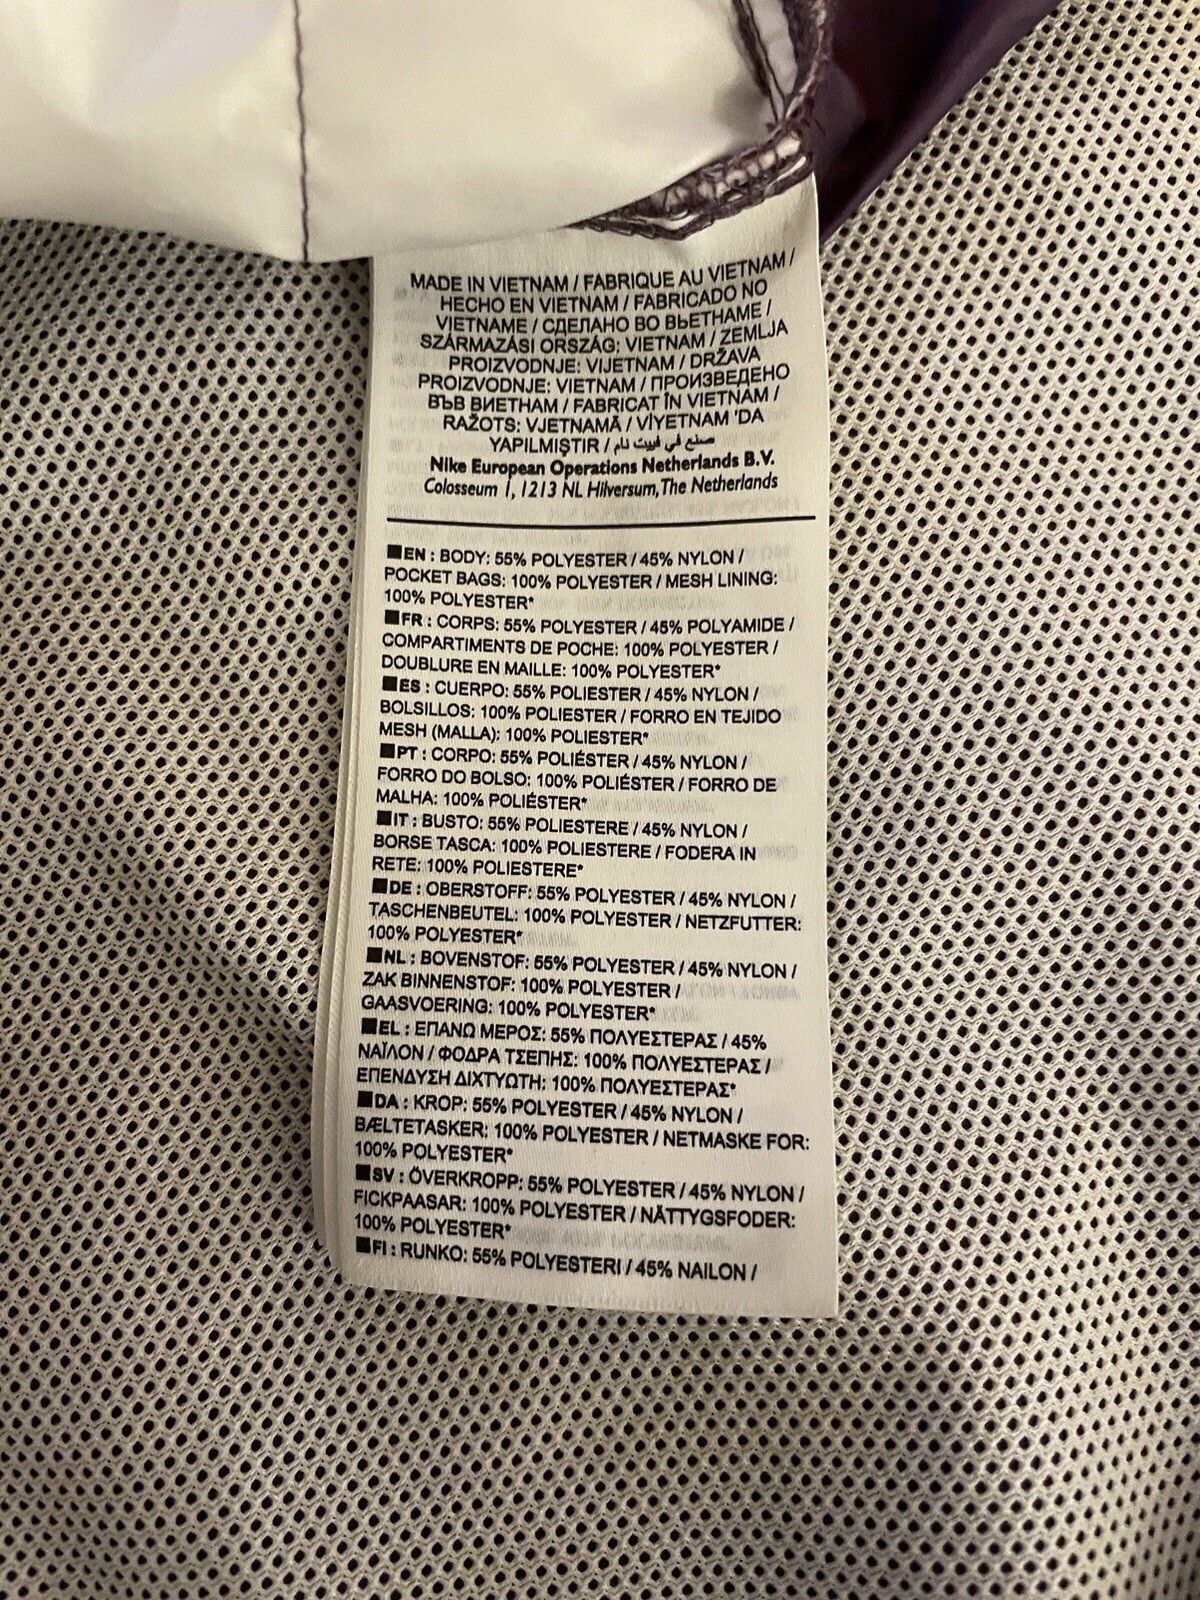 MADE IN VIETNAM / FABRIQUE AU VIETNAM /
HECHO EN VIETNAM / FABRICADO NO
VIETNAME / СДЕЛАНО ВО ВЬЕТНАМЕ /
SZÁRMAZÁSI ORSZÁG: VIETNAM / ZEMLJA
PROIZVODNJE: VIJETNAM / DRŽAVA
PROIZVODNJE: VIETNAM / ПРОИЗВЕДЕНО
ВЪВ ВИЕТНАМ / FABRICAT ÎN VIETNAM /
RAŽOTS: VJETNAMĀ / VİYETNAM 'DA
YAPILMIŞTIR / صنع في فييت نام
Nike European Operations Netherlands B.V.
Colosseum 1, 1213 NL Hilversum, The Netherlands
■EN : BODY: 55% POLYESTER / 45% NYLON /
POCKET BAGS: 100% POLYESTER / MESH LINING:
100% POLYESTER*
■FR : CORPS: 55% POLYESTER / 45% POLYAMIDE /
COMPARTIMENTS DE POCHE: 100% POLYESTER /
DOUBLURE EN MAILLE: 100% POLYESTER*
■ES : CUERPO: 55% POLIESTER / 45% NYLON /
BOLSILLOS: 100% POLIESTER / FORRO EN TEJIDO
MESH (MALLA): 100% POLIESTER*
■PT : CORPO: 55% POLIÉSTER / 45% NYLON /
FORRO DO BOLSO: 100% POLIÉSTER / FORRO DE
MALHA: 100% POLIÉSTER*
■IT : BUSTO: 55% POLIESTERE / 45% NYLON /
BORSE TASCA: 100% POLIESTERE / FODERA IN
RETE: 100% POLIESTERE*
■DE : OBERSTOFF: 55% POLYESTER / 45% NYLON /
TASCHENBEUTEL: 100% POLYESTER / NETZFUTTER:
100% POLYESTER*
■NL : BOVENSTOF: 55% POLYESTER / 45% NYLON /
ZAK BINNENSTOF: 100% POLYESTER /
GAASVOERING: 100% POLYESTER*
■EL : ΕΠΑΝΩ ΜΕΡΟΣ: 55% ΠΟΛΥΕΣΤΕΡΑΣ / 45%
ΝΑΪΛΟΝ / ΦΟΔΡΑ ΤΣΕΠΗΣ: 100% ΠΟΛΥΕΣΤΕΡΑΣ /
ΕΠΕΝΔΥΣΗ ΔΙΧΤΥΩΤΗ: 100% ΠΟΛΥΕΣΤΕΡΑΣ*
■DA : KROP: 55% POLYESTER / 45% NYLON /
BÆLTETASKER: 100% POLYESTER / NETMASKE FOR:
100% POLYESTER*
■SV : ÖVERKROPP: 55% POLYESTER / 45% NYLON /
FICKPAASAR: 100% POLYESTER / NÄTTYGSFODER:
100% POLYESTER*
■FI : RUNKO: 55% POLYESTERI / 45% NAILON /